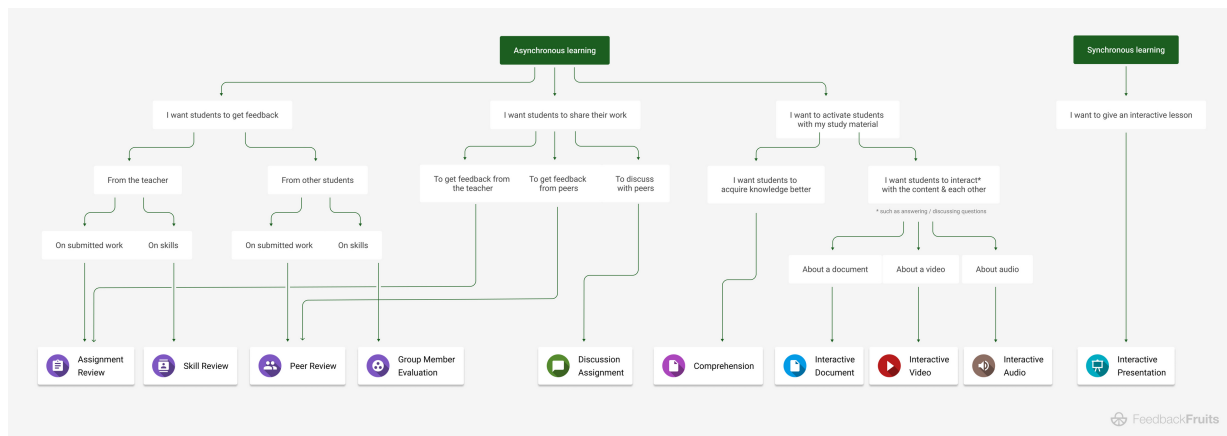 Asynchronous learning
Synchronous learning
I want students to get feedback
I want students to share their work
I want to activate students
with my study material
I want to give an interactive lesson
From the teacher
From other students
To get feedback from
the teacher
To get feedback
from peers
To discuss
with peers
I want students to
acquire knowledge better
I want students to interact*
with the content & each other
* such as answering / discussing questions
On submitted work
On skills
On submitted work
On skills
About a document
About a video
About audio
Assignment
Review
Skill Review
Peer Review
Group Member
Evaluation
Discussion
Assignment
Comprehension
Interactive
Document
Interactive
Video
Interactive
Audio
Interactive
Presentation
FeedbackFruits